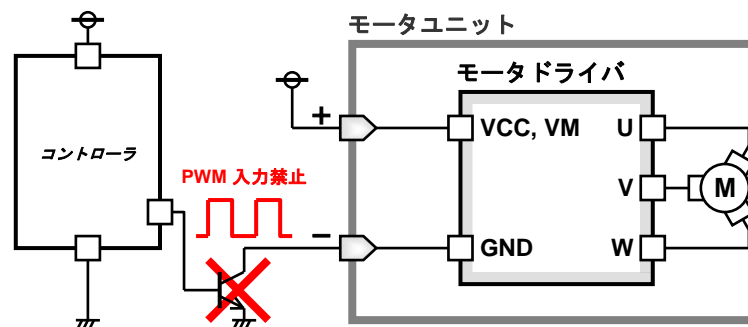 モータユニット
モータドライバ
+
VCC, VM
U
コントローラ
PWM 入力禁止
V
M
−
GND
W